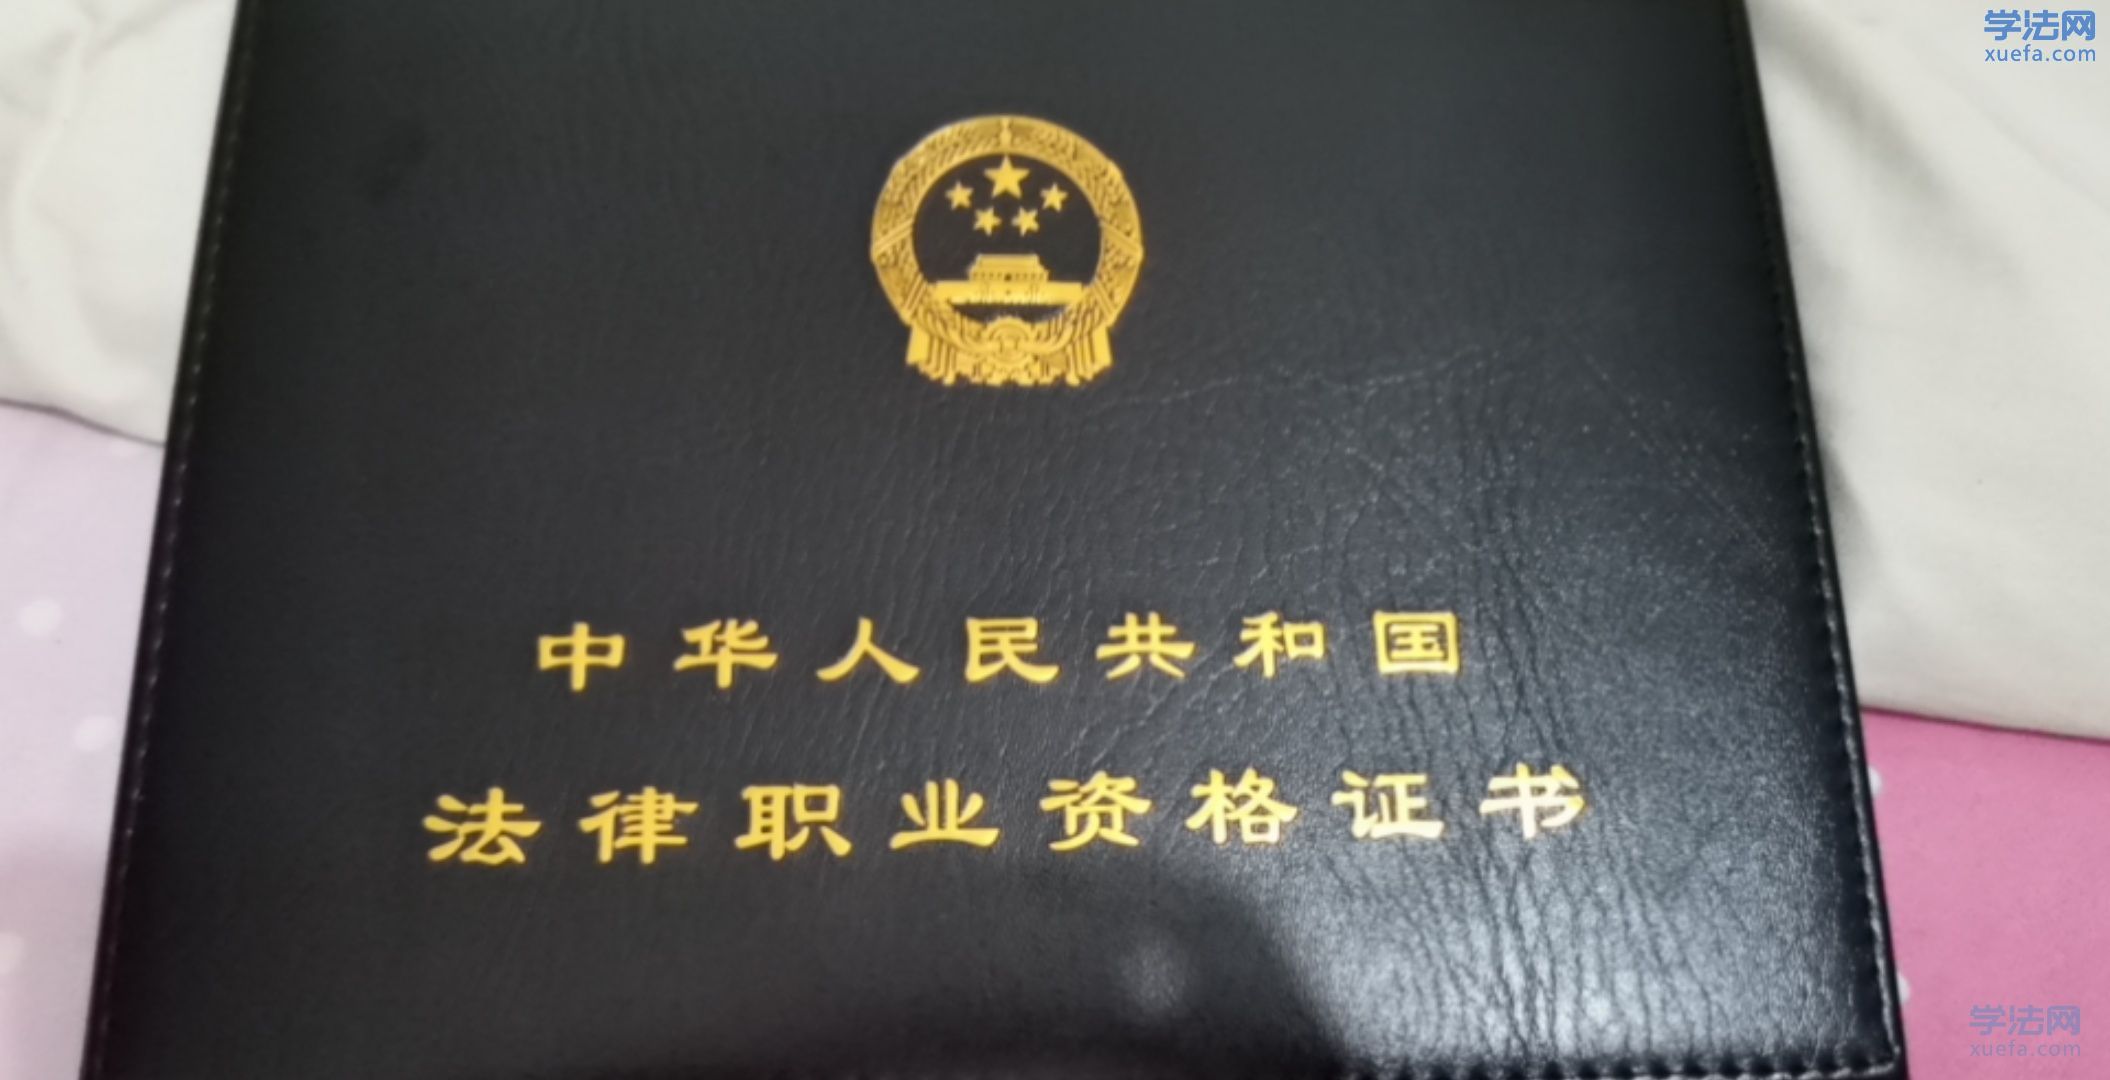 学法网
xuefa.com
中华人民共和国
法律职业资格证书
学法网
xuefa.com